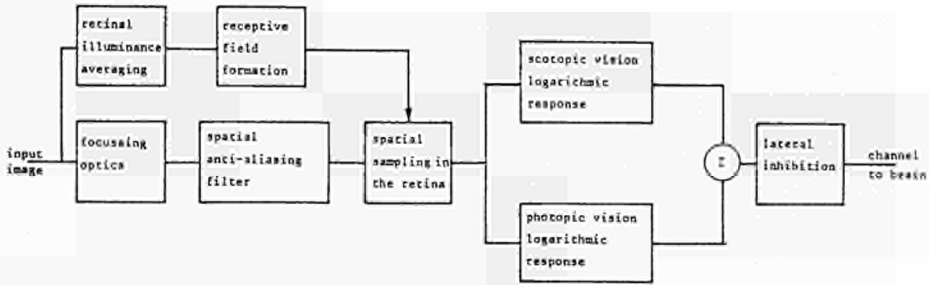 retinal
illuminance
averaging
receptive
field
formation
input
image
focussing
optics
spatial
anti-aliasing
filter
spatial
sampling in
the retina
scotopic vision
logarithmic
response
photopic vision
logarithmic
response
Σ
lateral
inhibition
channel
to brain